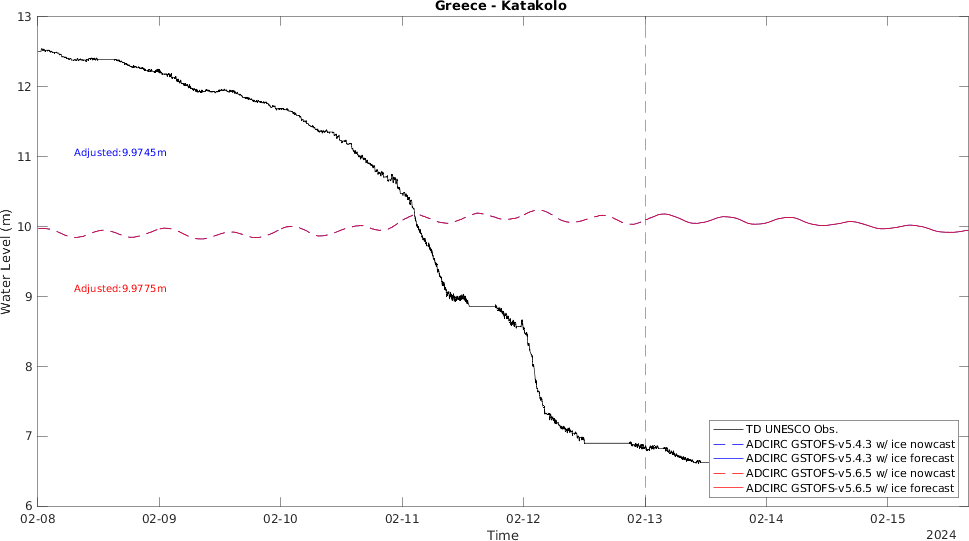 Greece - Katakolo
13
12
11
10
9
8
7
6
Water Level (m)
Adjusted:9.9745m
Adjusted:9.9775m
TD UNESCO Obs.
ADCIRC GSTOFS-v5.4.3 w/ ice nowcast
ADCIRC GSTOFS-v5.4.3 w/ ice forecast
ADCIRC GSTOFS-v5.6.5 w/ ice nowcast
ADCIRC GSTOFS-v5.6.5 w/ ice forecast
02-08 02-09 02-10 02-11 02-12 02-13 02-14 02-15
Time
2024